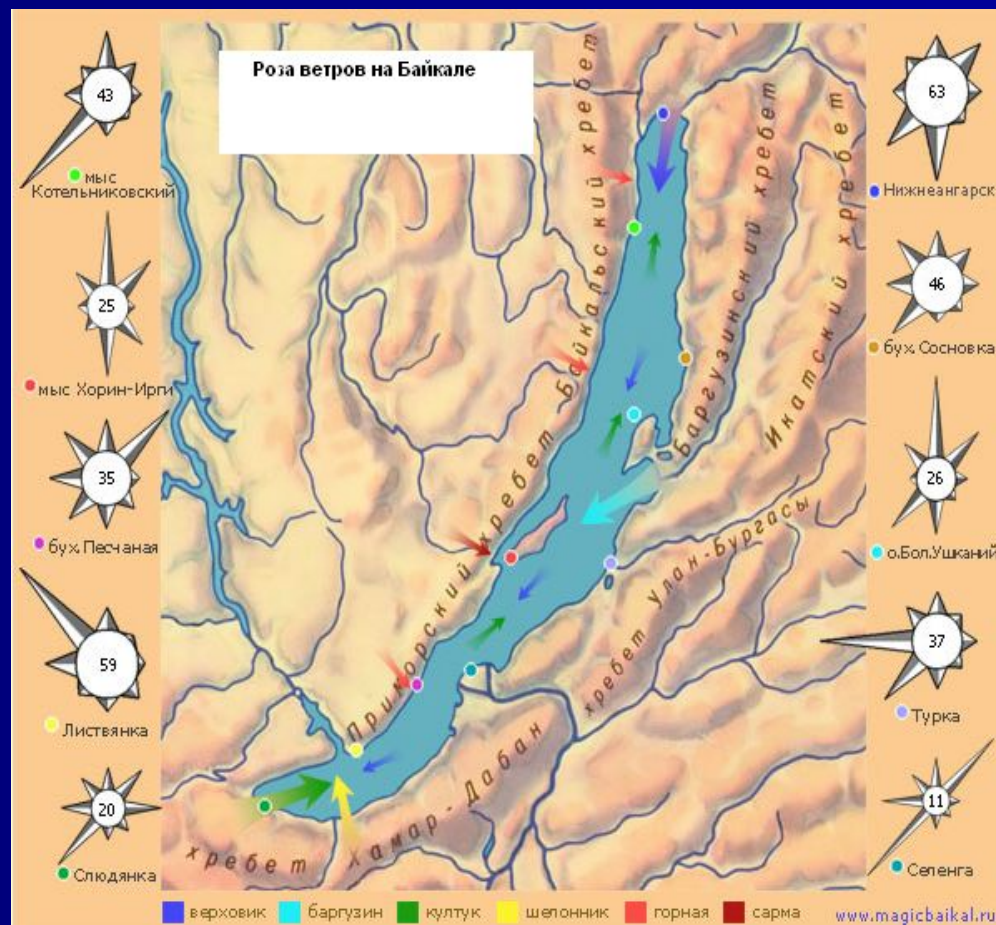 Роза ветров на Байкале
43
мыс
Котельниковский
25
мыс Хорин-Ирги
35
бух.Песчаная
59
Листвянка
20
Слюдянка
63
Нижнеангарск
46
бух.Сосновка
26
о.Бол.Ушканий
37
Турка
11
Селенга
Байкальский хребет
Баргузинский хребет
Икатский хребет
Приморский хребет
хребет Улан-Бургасы
хребет Хамар-Дабан
верховик баргузин култук шелонник горная сарма
www.magicbaikal.ru